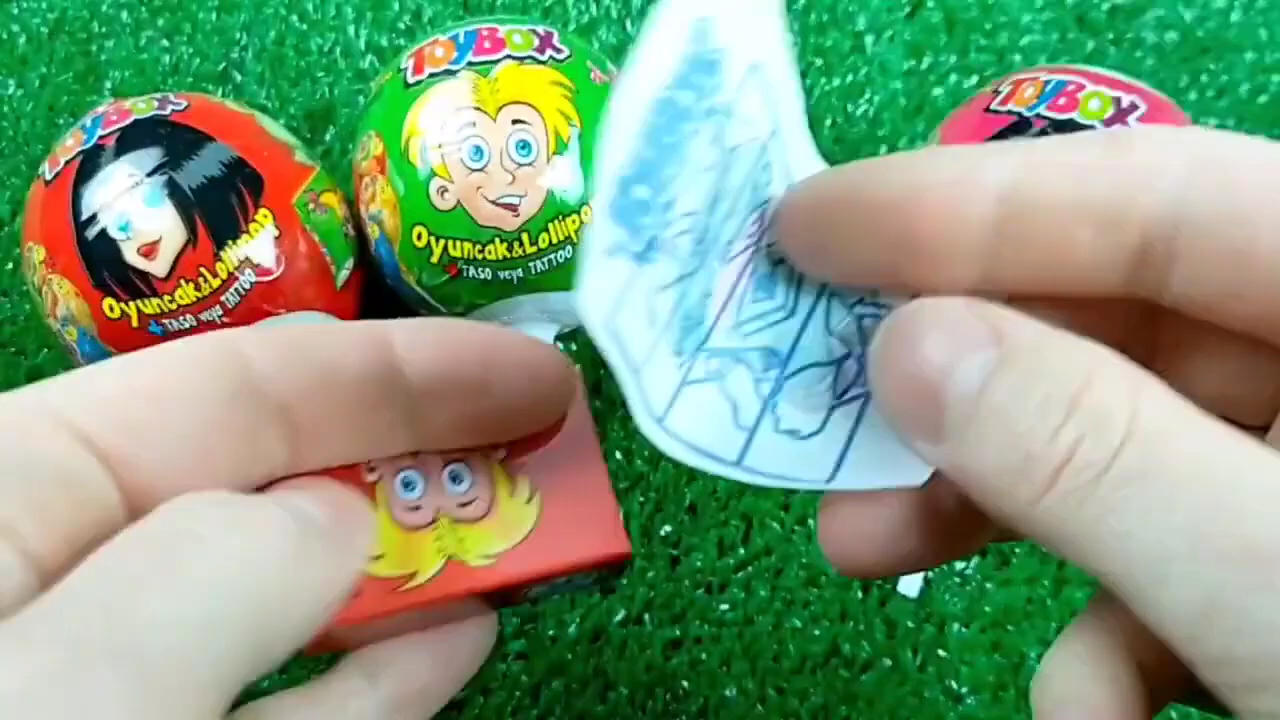 TOYBOX
Oyuncak&Lollipop
+ TASO veya TATTOO
TOYBOX
Oyuncak&Lollipo
TASO veya TATTOO
TOYBOX